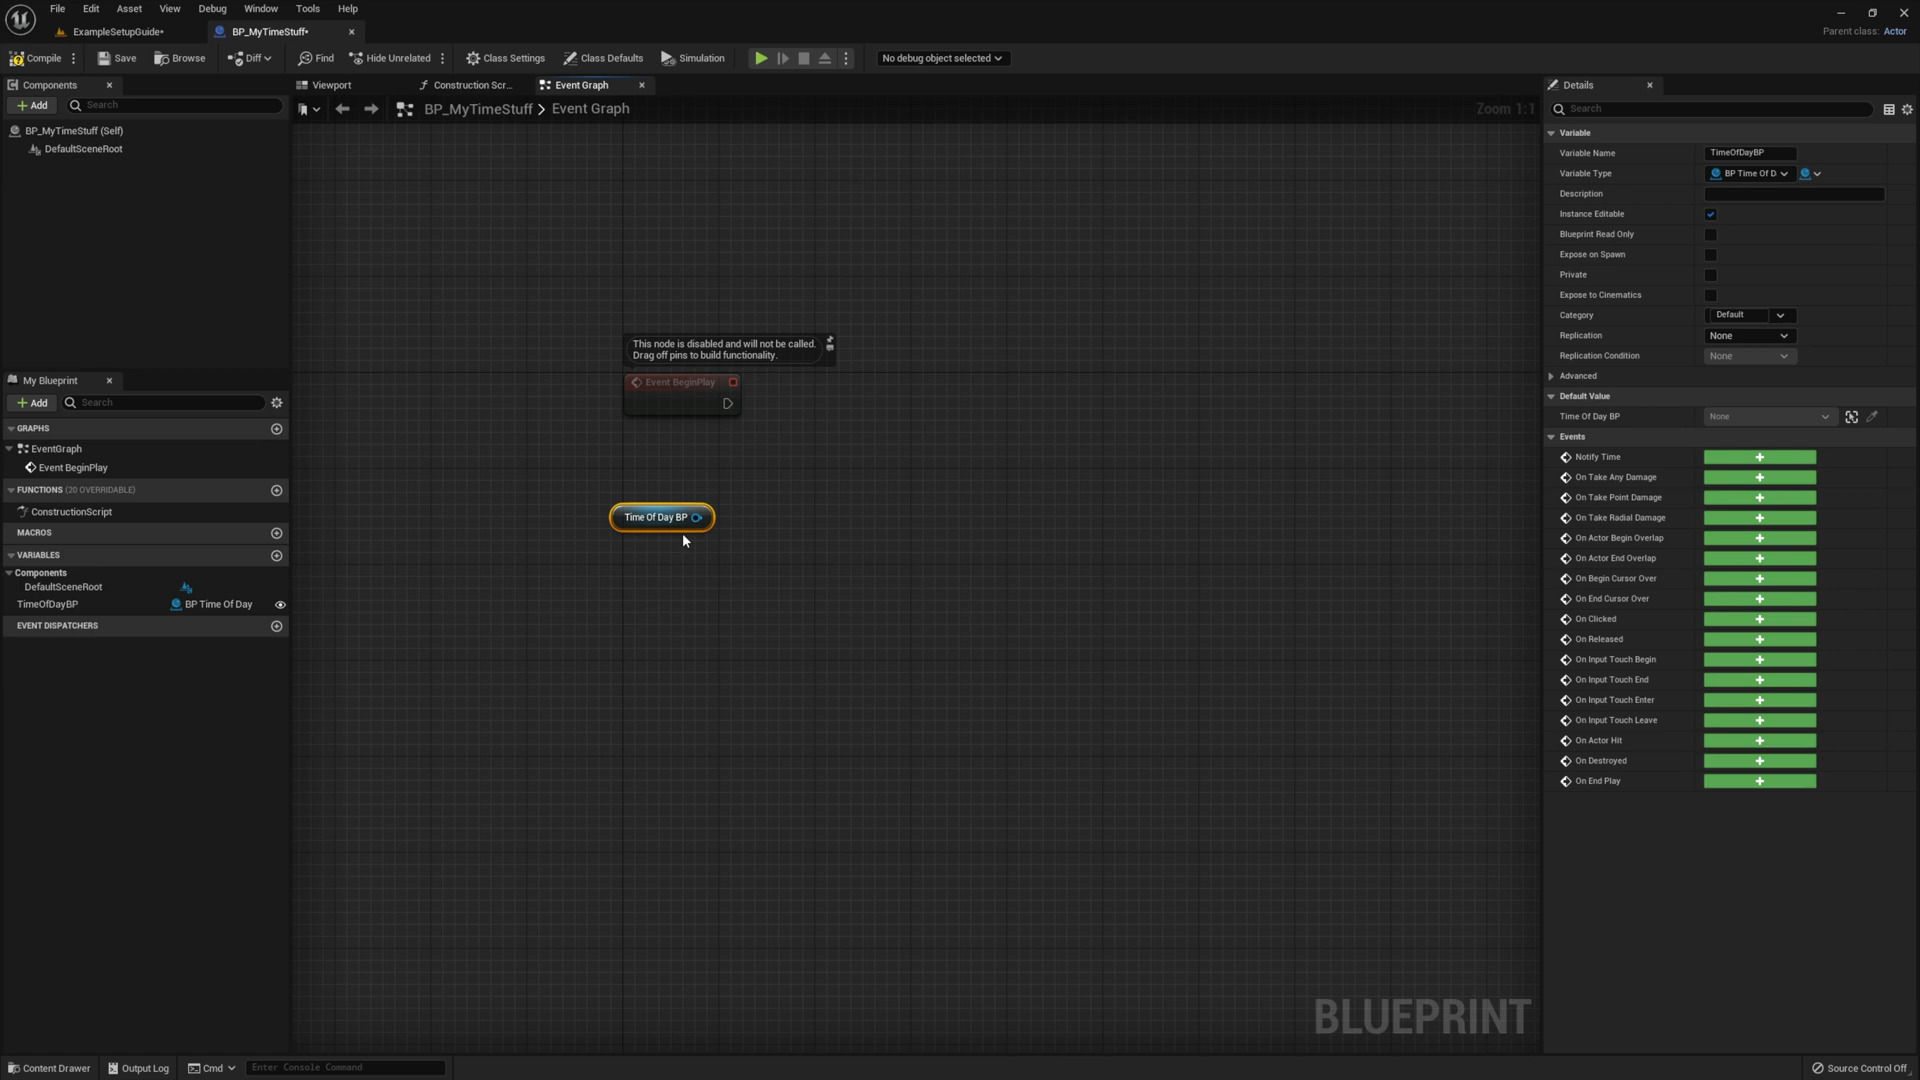 File Edit Asset View Debug Window Tools Help
ExampleSetupGuide*
BP_MyTimeStuff*
Parent class: Actor
Compile Save Browse Diff Find Hide Unrelated Class Settings Class Defaults Simulation No debug object selected
Components
Add Search
BP_MyTimeStuff (Self)
DefaultSceneRoot
Viewport Construction Scr... Event Graph
BP_MyTimeStuff > Event Graph
Zoom 1:1
This node is disabled and will not be called.
Drag off pins to build functionality.
Event BeginPlay
Time Of Day BP
BLUEPRINT
My Blueprint
Add Search
GRAPHS
EventGraph
Event BeginPlay
FUNCTIONS (20 OVERRIDABLE)
ConstructionScript
MACROS
VARIABLES
Components
DefaultSceneRoot
TimeOfDayBP BP Time Of Day
EVENT DISPATCHERS
Details
Search
Variable
Variable Name TimeOfDayBP
Variable Type BP Time Of D
Description
Instance Editable
Blueprint Read Only
Expose on Spawn
Private
Expose to Cinematics
Category Default
Replication None
Replication Condition None
Advanced
Default Value
Time Of Day BP None
Events
Notify Time
On Take Any Damage
On Take Point Damage
On Take Radial Damage
On Actor Begin Overlap
On Actor End Overlap
On Begin Cursor Over
On End Cursor Over
On Clicked
On Released
On Input Touch Begin
On Input Touch End
On Input Touch Enter
On Input Touch Leave
On Actor Hit
On Destroyed
On End Play
Content Drawer Output Log Cmd Enter Console Command
Source Control Off